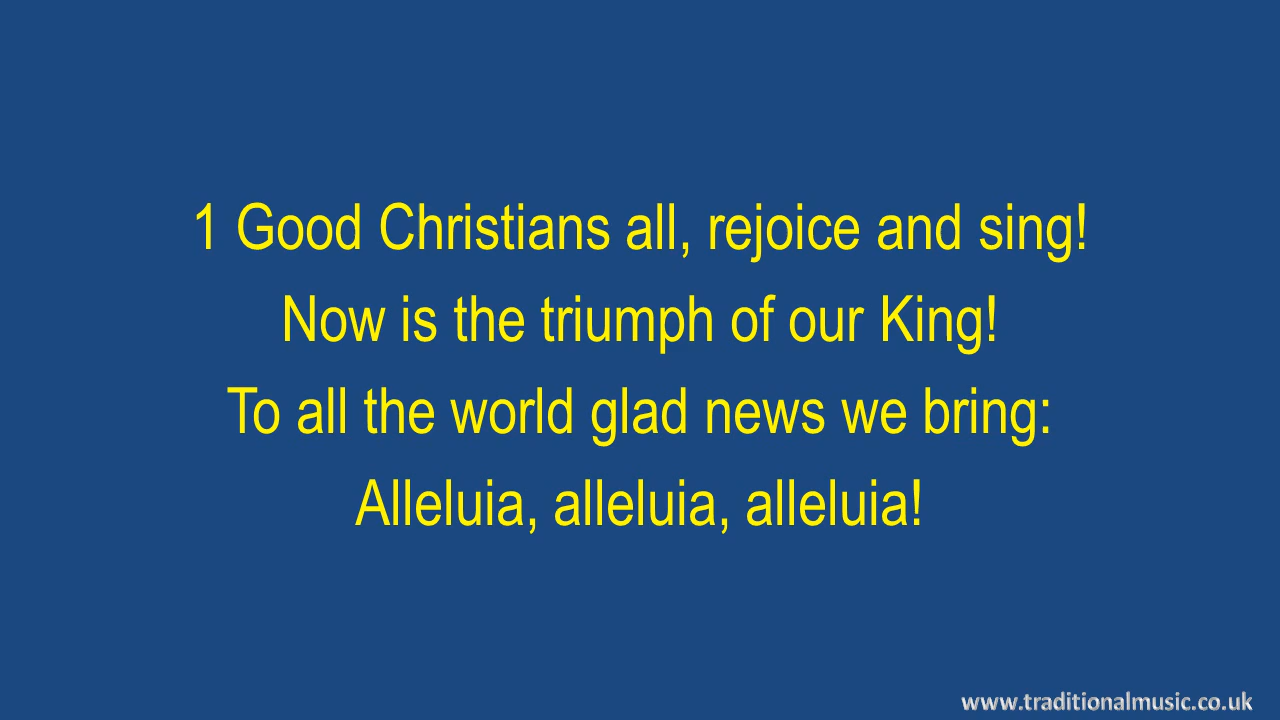 1 Good Christians all, rejoice and sing!
Now is the triumph of our King!
To all the world glad news we bring:
Alleluia, alleluia, alleluia!
www.traditionalmusic.co.uk